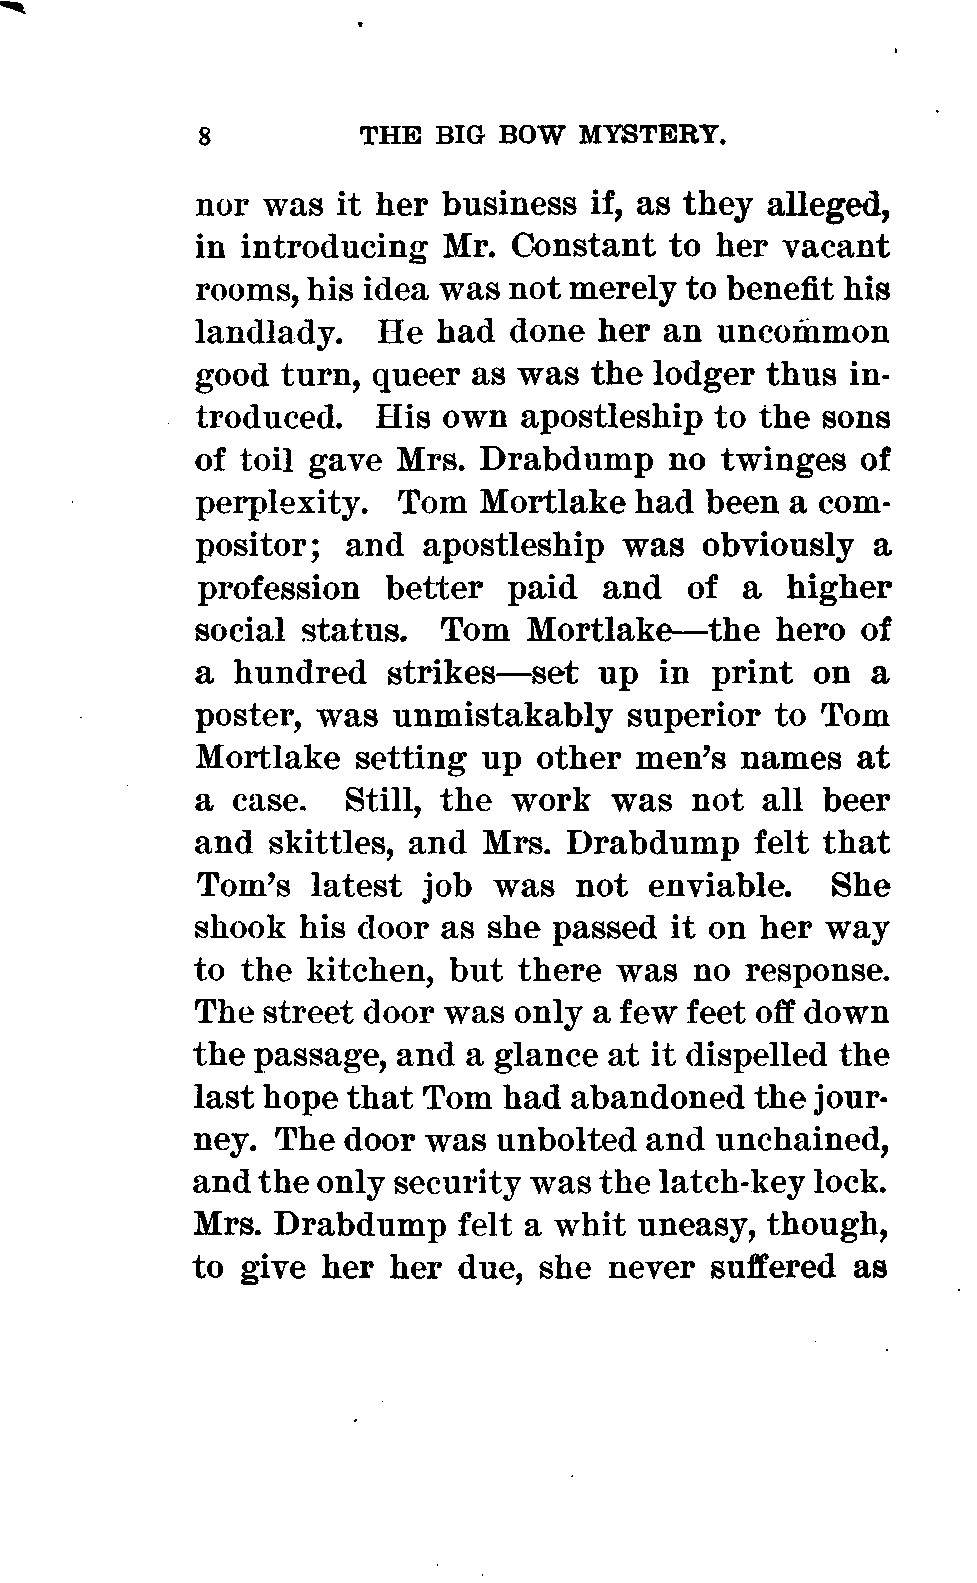 8 THE BIG BOW MYSTERY.
nor was it her business if, as they alleged,
in introducing Mr. Constant to her vacant
rooms, his idea was not merely to benefit his
landlady. He had done her an uncommon
good turn, queer as was the lodger thus in-
troduced. His own apostleship to the sons
of toil gave Mrs. Drabdump no twinges of
perplexity. Tom Mortlake had been a com-
positor; and apostleship was obviously a
profession better paid and of a higher
social status. Tom Mortlake—the hero of
a hundred strikes—set up in print on a
poster, was unmistakably superior to Tom
Mortlake setting up other men's names at
a case. Still, the work was not all beer
and skittles, and Mrs. Drabdump felt that
Tom's latest job was not enviable. She
shook his door as she passed it on her way
to the kitchen, but there was no response.
The street door was only a few feet off down
the passage, and a glance at it dispelled the
last hope that Tom had abandoned the jour-
ney. The door was unbolted and unchained,
and the only security was the latch-key lock.
Mrs. Drabdump felt a whit uneasy, though,
to give her her due, she never suffered as